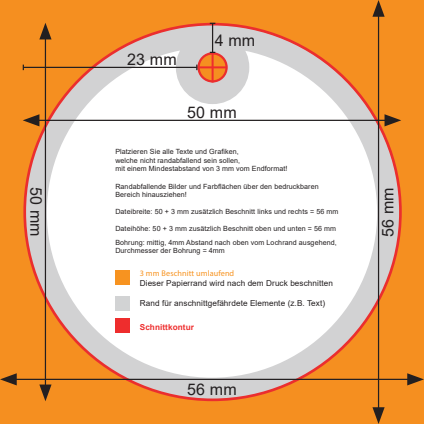 4 mm
23 mm
50 mm
Platzieren Sie alle Texte und Grafiken,
welche nicht randabfallend sein sollen,
mit einem Mindestabstand von 3 mm vom Endformat!
Randabfallende Bilder und Farbflächen über den bedruckbaren
Bereich hinausziehen!
50 mm
56 mm
Dateibreite: 50 + 3 mm zusätzlich Beschnitt links und rechts = 56 mm
Dateihöhe: 50 + 3 mm zusätzlich Beschnitt oben und unten = 56 mm
Bohrung: mittig, 4mm Abstand nach oben vom Lochrand ausgehend,
Durchmesser der Bohrung = 4mm
3 mm Beschnitt umlaufend
Dieser Papierrand wird nach dem Druck beschnitten
Rand für anschnittgefährdete Elemente (z.B. Text)
Schnittkontur
56 mm